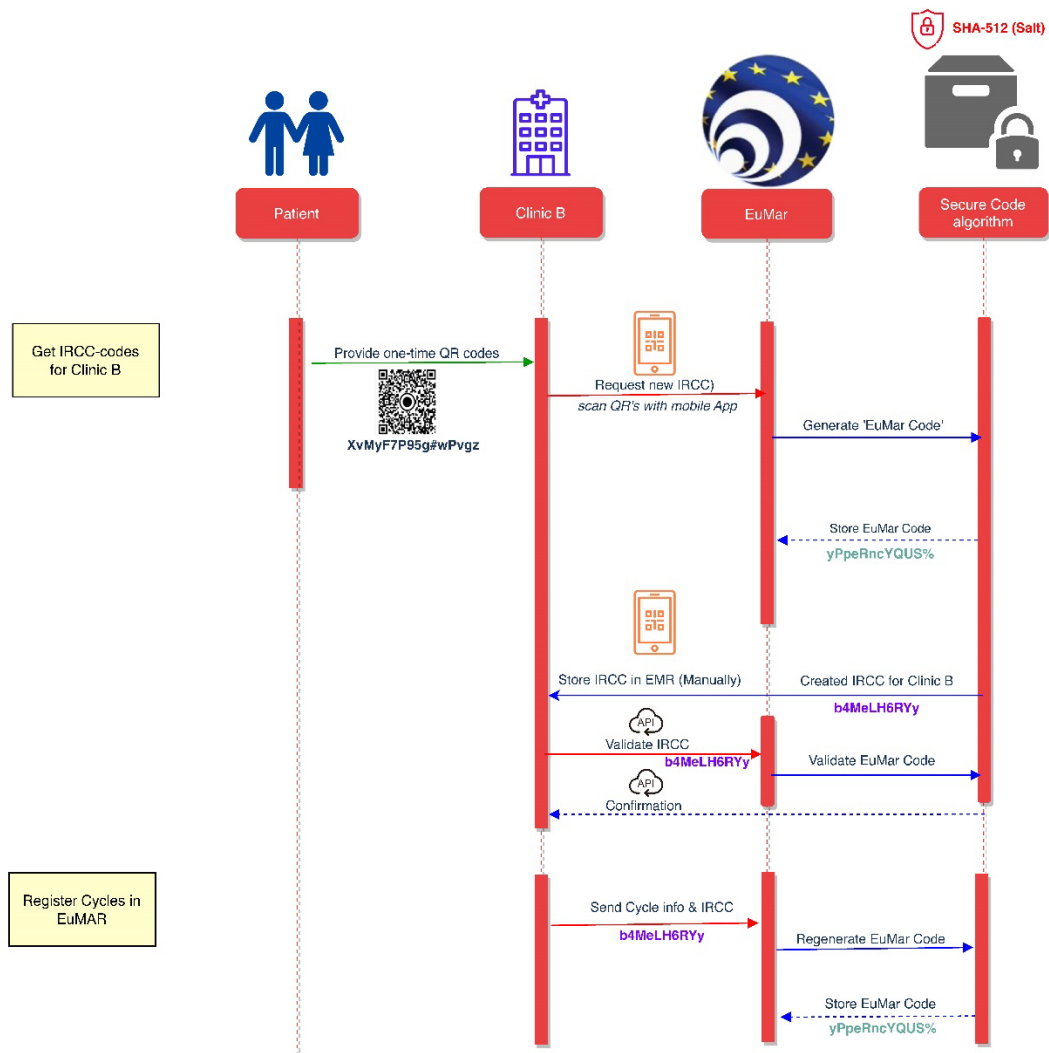 SHA-512 (Salt)
Patient
Clinic B
EuMar
Secure Code
algorithm
Get IRCC-codes
for Clinic B
Provide one-time QR codes
XvMyF7P95g#wPvgz
Request new IRCC)
scan QR's with mobile App
Generate 'EuMar Code'
Store EuMar Code
yPpeRncYQUS%
Store IRCC in EMR (Manually)
Created IRCC for Clinic B
b4MeLH6RYy
API
Validate IRCC
b4MeLH6RYy
Validate EuMar Code
API
Confirmation
Register Cycles in
EuMAR
Send Cycle info & IRCC
b4MeLH6RYy
Regenerate EuMar Code
Store EuMar Code
yPpeRncYQUS%